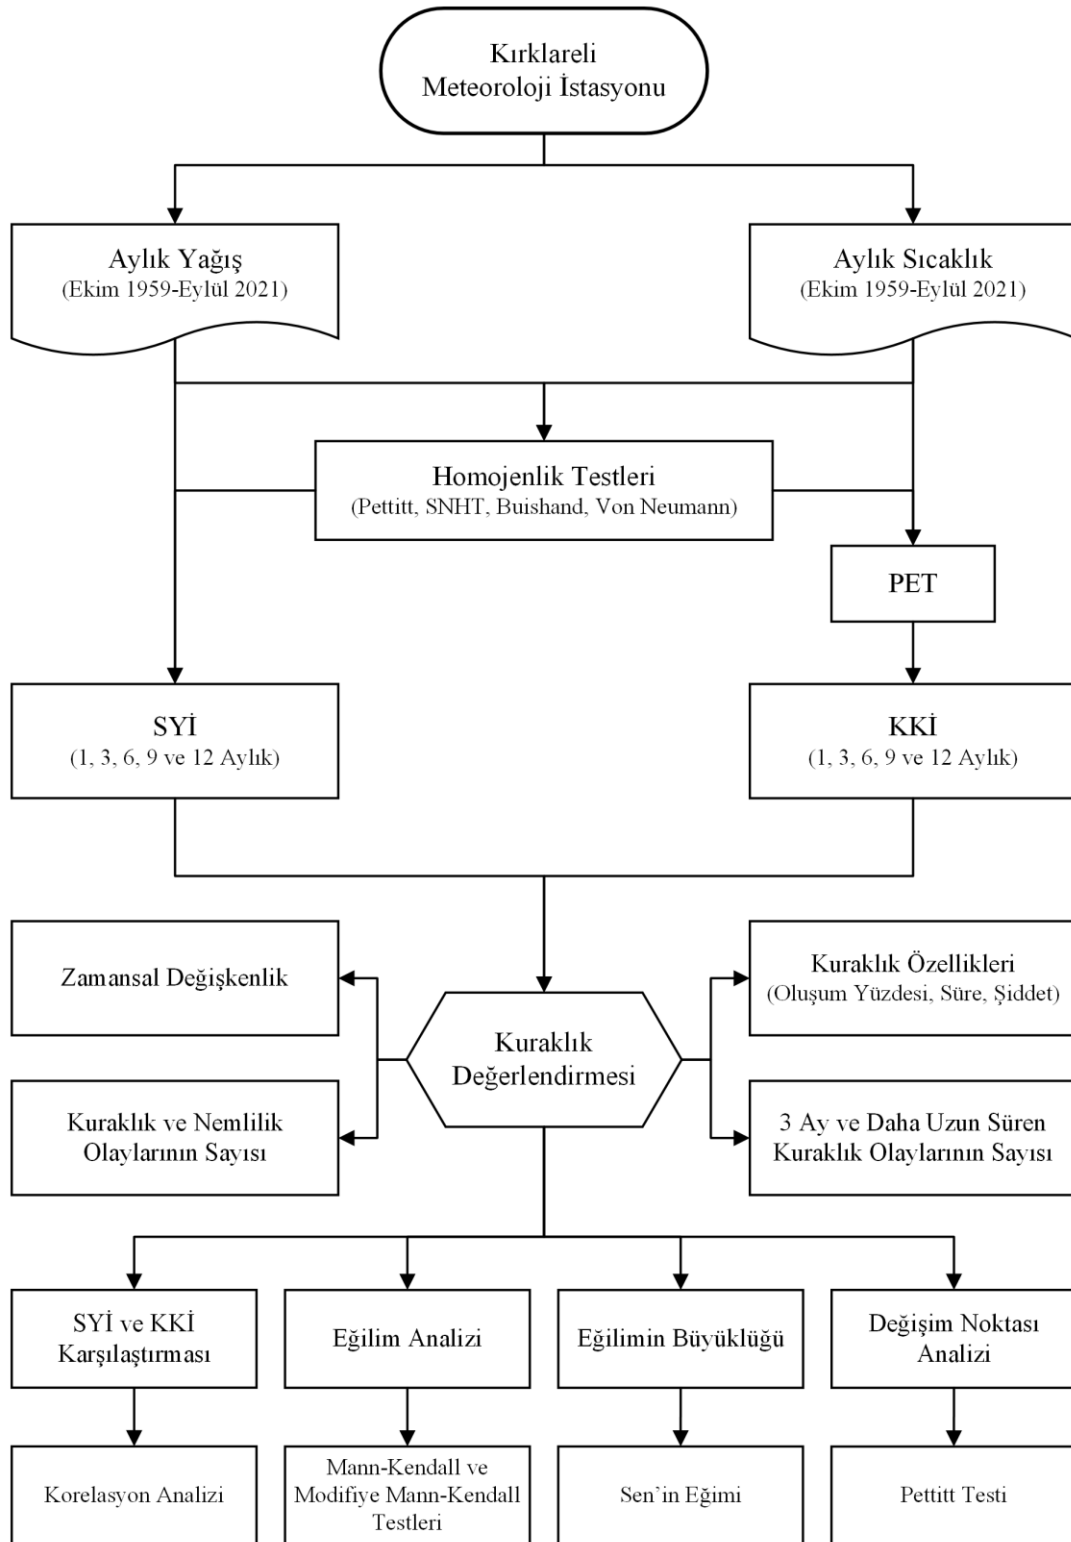 Kırklareli
Meteoroloji İstasyonu
Aylık Yağış
(Ekim 1959-Eylül 2021)
Aylık Sıcaklık
(Ekim 1959-Eylül 2021)
Homojenlik Testleri
(Pettitt, SNHT, Buishand, Von Neumann)
PET
SYİ
(1, 3, 6, 9 ve 12 Aylık)
KKİ
(1, 3, 6, 9 ve 12 Aylık)
Zamansal Değişkenlik
Kuraklık Özellikleri
(Oluşum Yüzdesi, Süre, Şiddet)
Kuraklık
Değerlendirmesi
Kuraklık ve Nemlilik
Olaylarının Sayısı
3 Ay ve Daha Uzun Süren
Kuraklık Olaylarının Sayısı
SYİ ve KKİ
Karşılaştırması
Eğilim Analizi
Eğilimin Büyüklüğü
Değişim Noktası
Analizi
Korelasyon Analizi
Mann-Kendall ve
Modifiye Mann-Kendall
Testleri
Sen’in Eğimi
Pettitt Testi